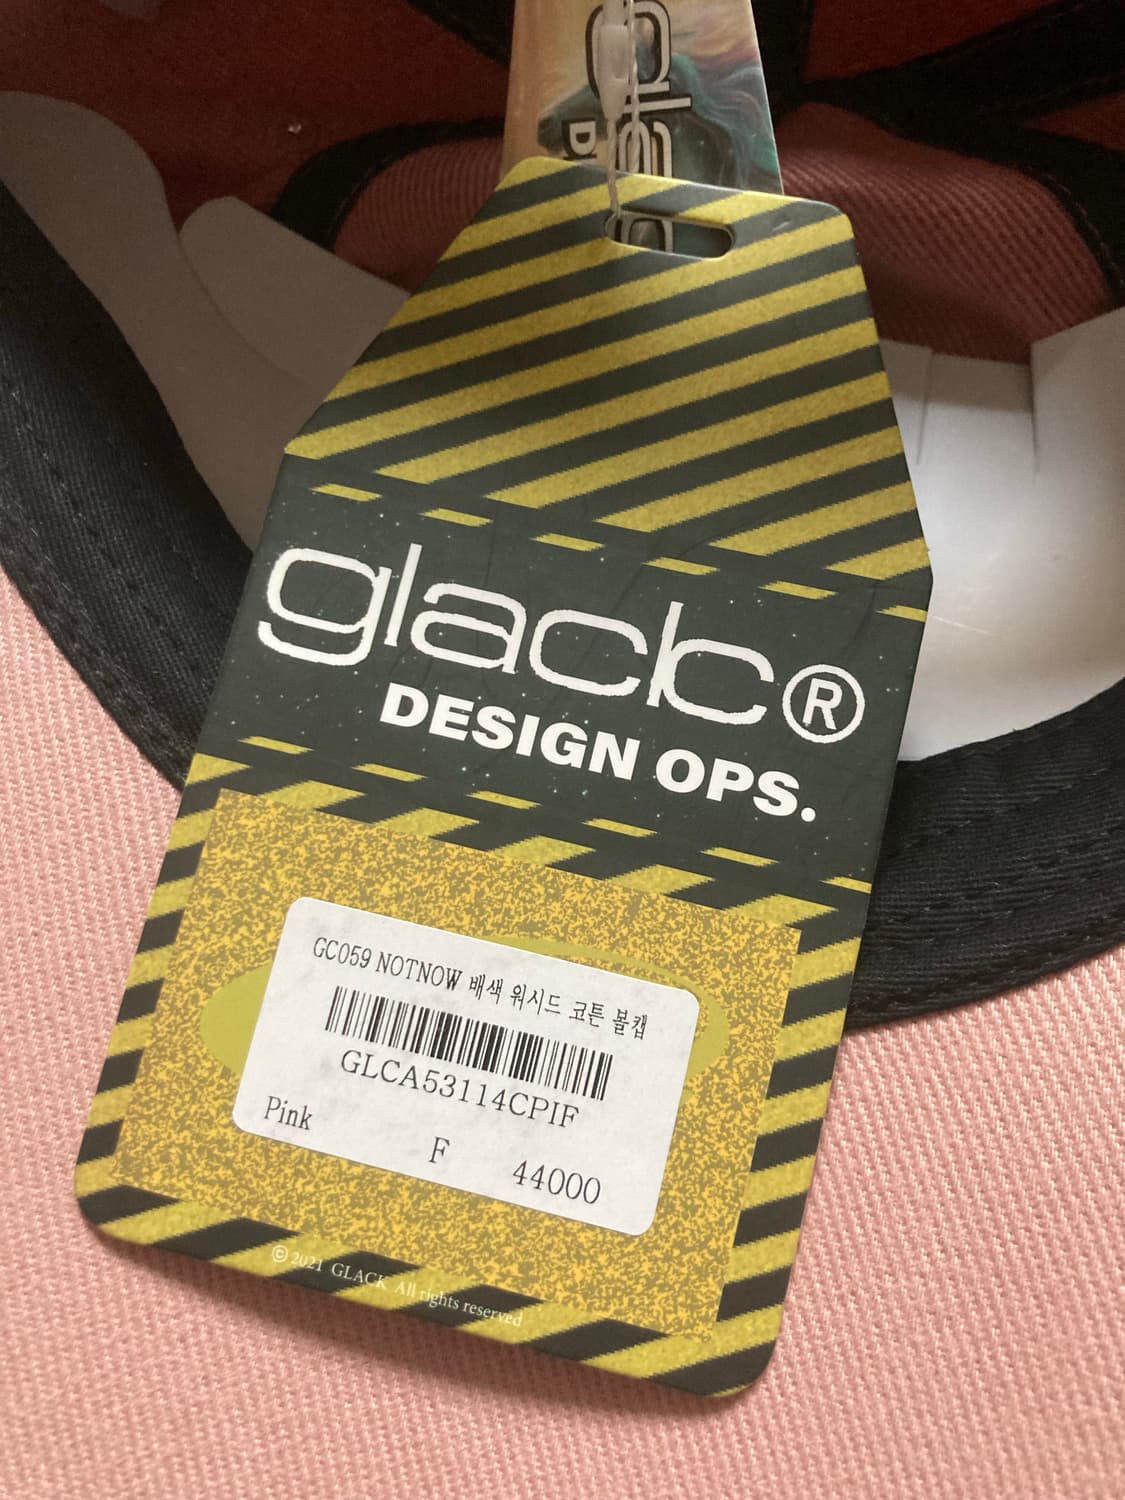 glack®
DESIGN OPS.
GC059 NOTNOW 배색 워시드 코튼 볼캡
GLCA53114CPIF
Pink
F
44000
© 2021 GLACK All rights reserved